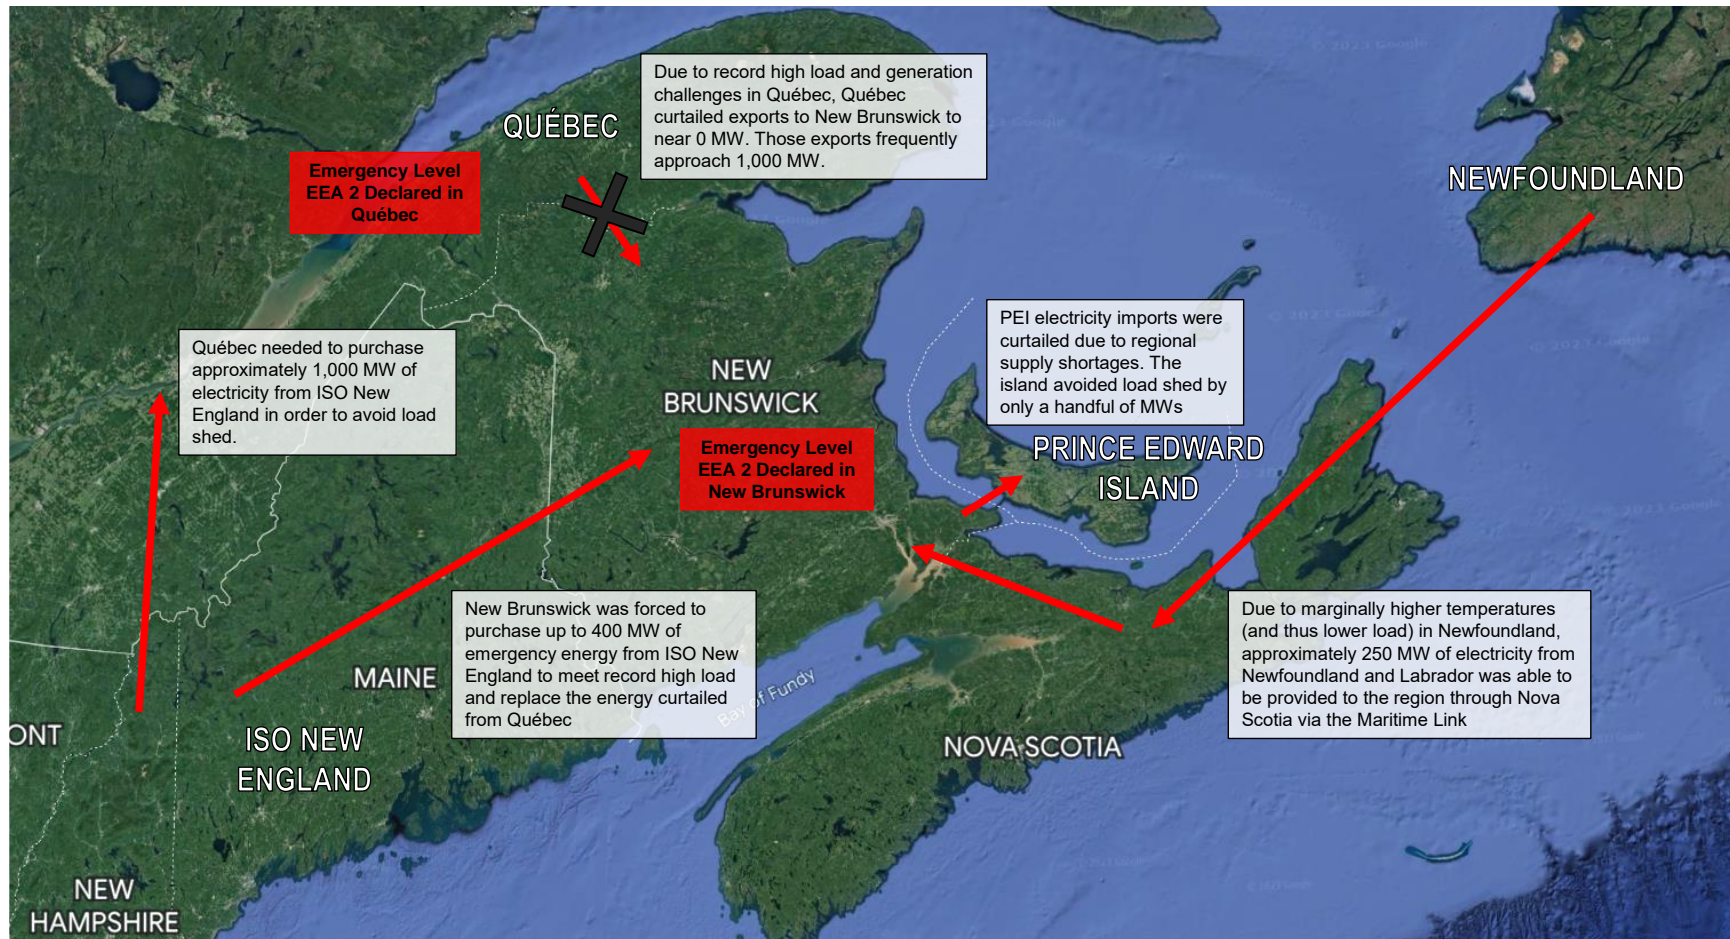 © 2023 Google
Due to record high load and generation
challenges in Québec, Québec
curtailed exports to New Brunswick to
near 0 MW. Those exports frequently
approach 1,000 MW.
QUÉBEC
Emergency Level
EEA 2 Declared in
Québec
NEWFOUNDLAND
PEI electricity imports were
curtailed due to regional
supply shortages. The
island avoided load shed by
only a handful of MWs
Québec needed to purchase
approximately 1,000 MW of
electricity from ISO New
England in order to avoid load
shed.
NEW
BRUNSWICK
Emergency Level
EEA 2 Declared in
New Brunswick
PRINCE EDWARD
ISLAND
New Brunswick was forced to
purchase up to 400 MW of
emergency energy from ISO New
England to meet record high load
and replace the energy curtailed
from Québec
Due to marginally higher temperatures
(and thus lower load) in Newfoundland,
approximately 250 MW of electricity from
Newfoundland and Labrador was able to
be provided to the region through Nova
Scotia via the Maritime Link
MAINE
Bay of Fundy
ONT
ISO NEW
ENGLAND
NOVA SCOTIA
NEW
HAMPSHIRE